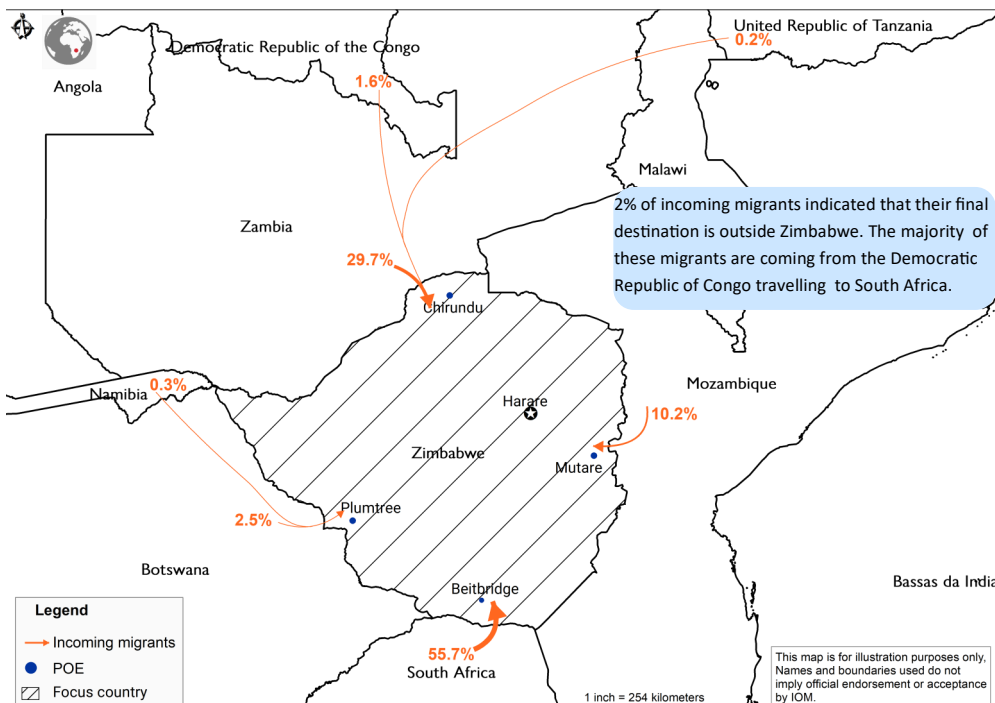 United Republic of Tanzania
0.2%
Democratic Republic of the Congo
1.6%
Angola
Malawi
2% of incoming migrants indicated that their final
destination is outside Zimbabwe. The majority of
these migrants are coming from the Democratic
Republic of Congo travelling to South Africa.
Zambia
29.7%
Chirundu
Mozambique
0.3%
Namibia
Harare
10.2%
Zimbabwe
Mutare
Plumtree
2.5%
Botswana
Beitbridge
Bassas da India
55.7%
South Africa
Legend
Incoming migrants
POE
Focus country
1 inch = 254 kilometers
This map is for illustration purposes only,
Names and boundaries used do not
imply official endorsement or acceptance
by IOM.